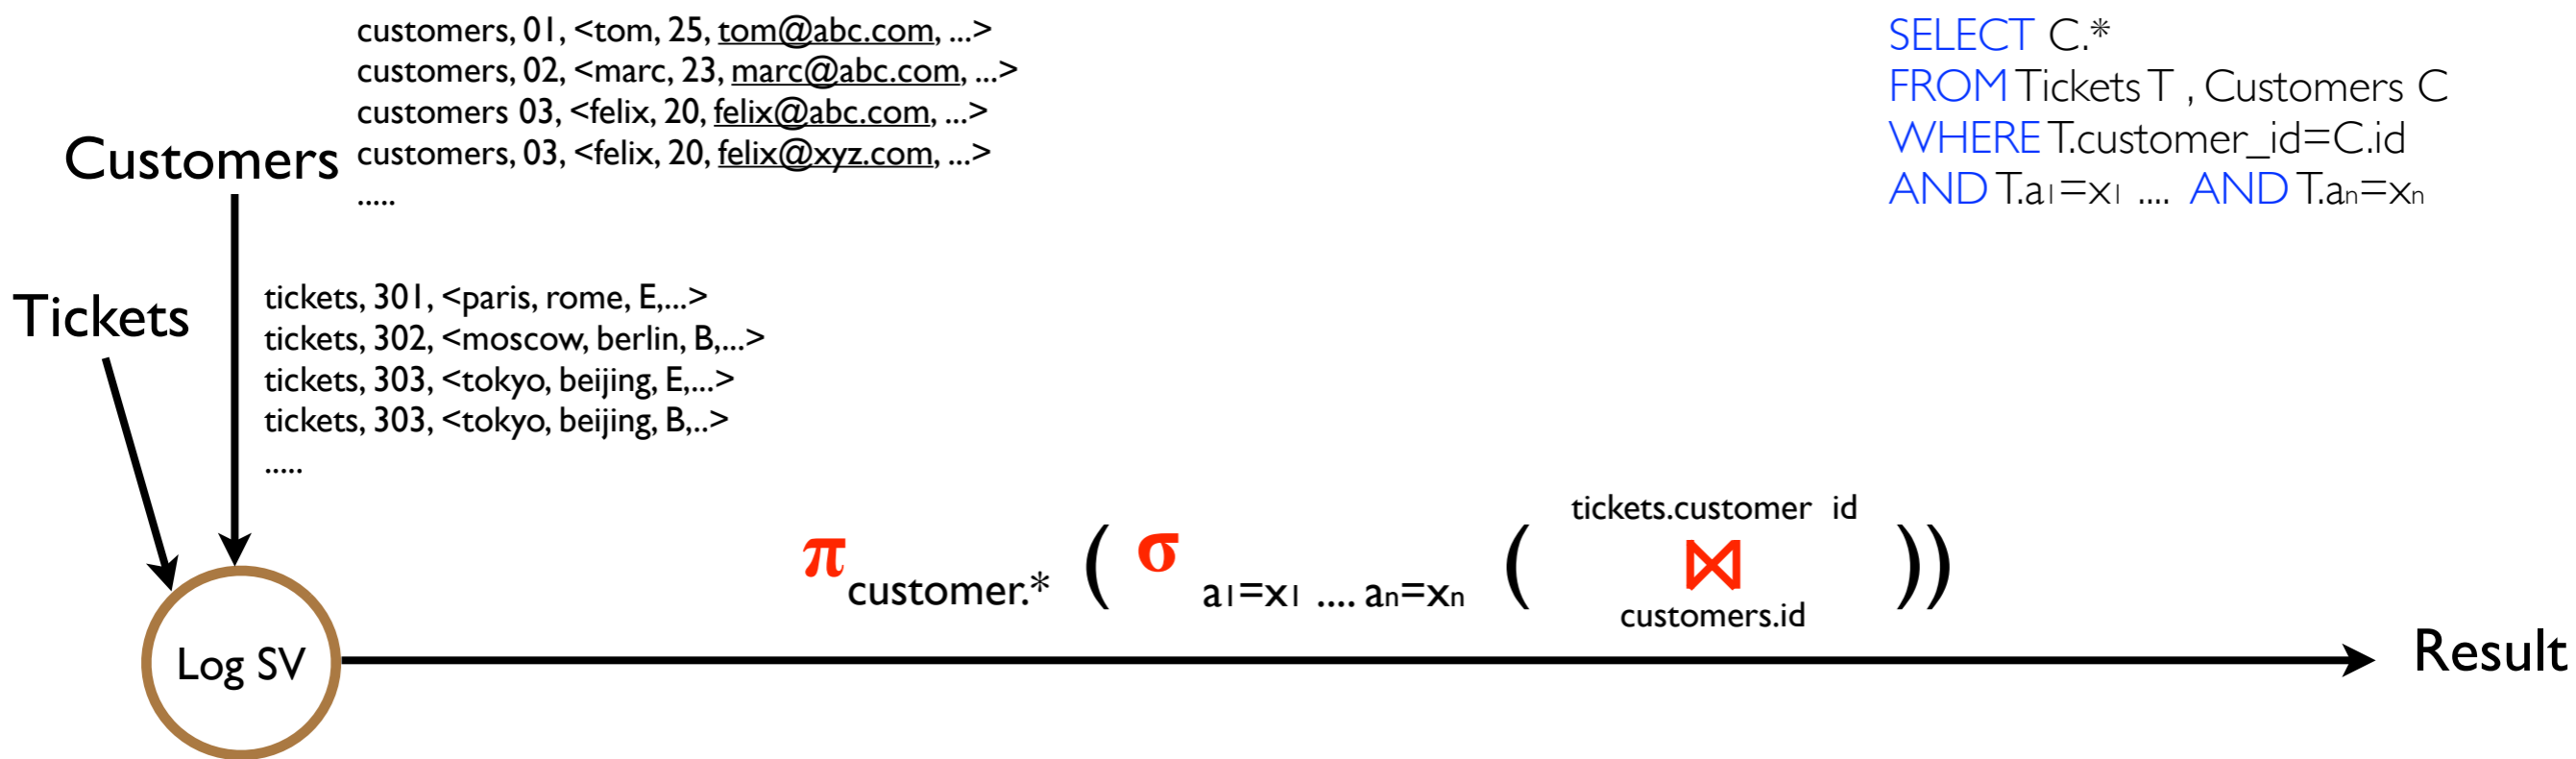 customers, 01, <tom, 25, tom@abc.com, ...>
customers, 02, <marc, 23, marc@abc.com, ...>
customers 03, <felix, 20, felix@abc.com, ...>
customers, 03, <felix, 20, felix@xyz.com, ...>
.....
Customers
SELECT C.*
FROM Tickets T , Customers C
WHERE T.customer_id=C.id
AND T.a1=x1 .... AND T.an=xn
Tickets
tickets, 301, <paris, rome, E,...>
tickets, 302, <moscow, berlin, B,...>
tickets, 303, <tokyo, beijing, E,...>
tickets, 303, <tokyo, beijing, B,..>
.....
tickets.customer id
π customer.* ( σ a1=x1 .... an=xn ( ⋈ ))
customers.id
Log SV
Result